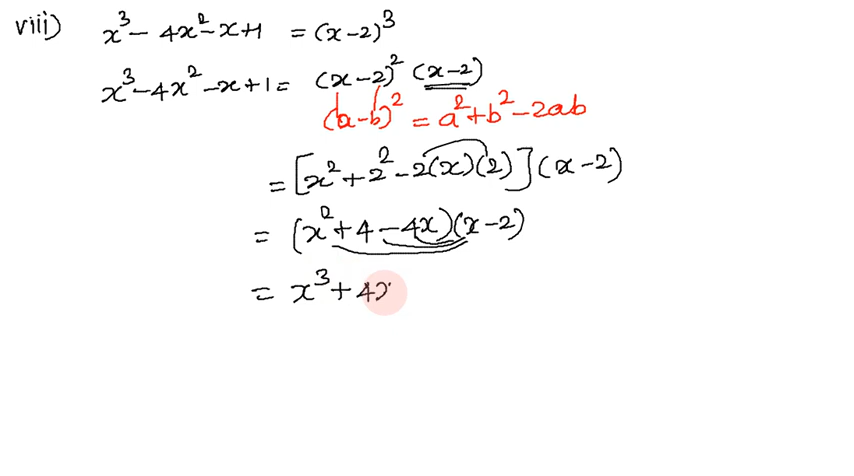 viii) x³ - 4x² - x + 1 = (x - 2)³
x³ - 4x² - x + 1 = (x - 2)² (x - 2)
(a - b)² = a² + b² - 2ab
= [x² + 2² - 2(x)(2)] (x - 2)
= (x² + 4 - 4x)(x - 2)
= x³ + 4x